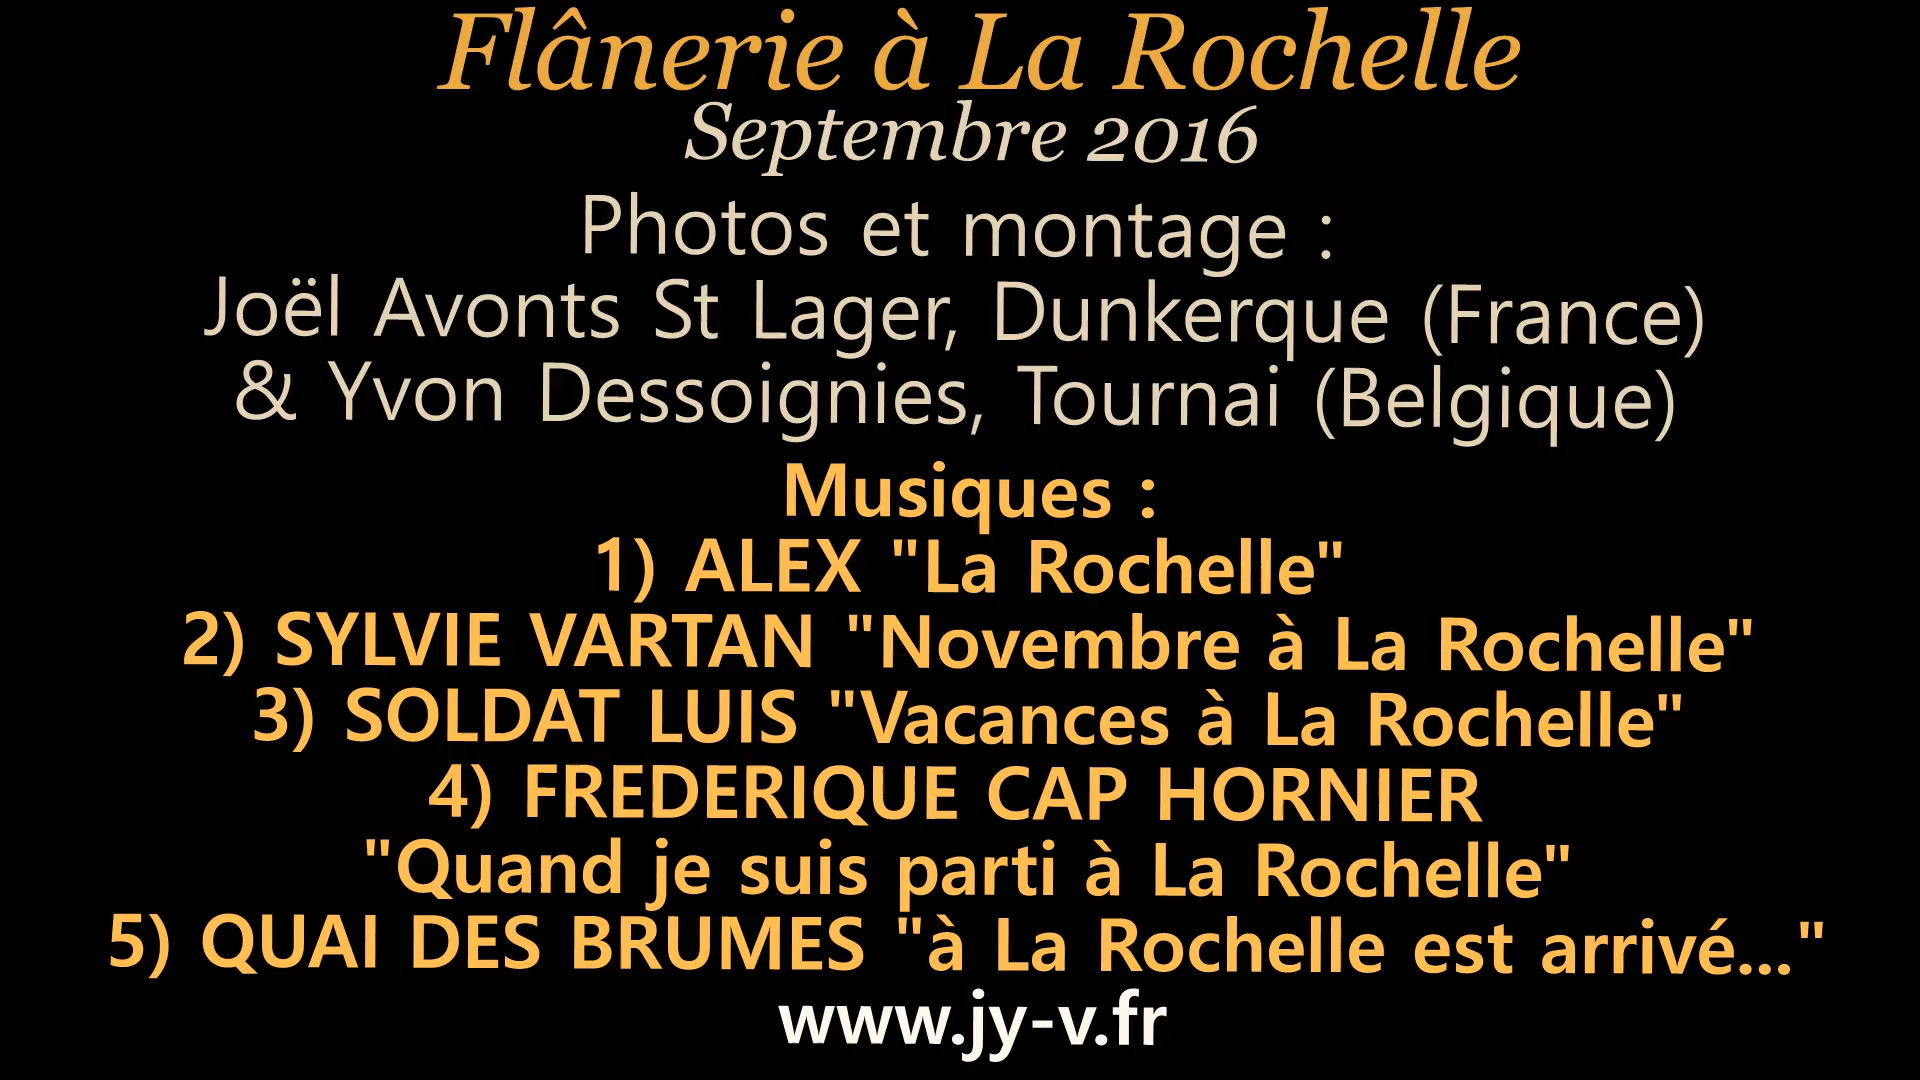 Flânerie à La Rochelle
Septembre 2016
Photos et montage :
Joël Avonts St Lager, Dunkerque (France)
& Yvon Dessoignies, Tournai (Belgique)
Musiques :
1) ALEX "La Rochelle"
2) SYLVIE VARTAN "Novembre à La Rochelle"
3) SOLDAT LUIS "Vacances à La Rochelle"
4) FREDERIQUE CAP HORNIER
"Quand je suis parti à La Rochelle"
5) QUAI DES BRUMES "à La Rochelle est arrivé..."
www.jy-v.fr